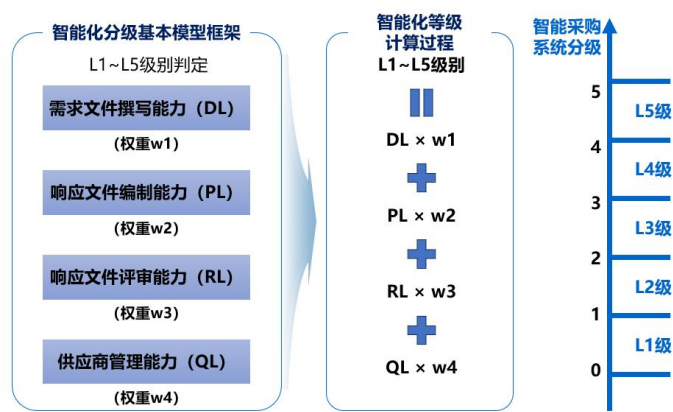 智能化分级基本模型框架
L1~L5级别判定
需求文件撰写能力（DL）
(权重w1)
响应文件编制能力（PL）
(权重w2)
响应文件评审能力（RL）
(权重w3)
供应商管理能力（QL）
(权重w4)
智能化等级
计算过程
L1~L5级别
DL × w1
PL × w2
RL × w3
QL × w4
智能采购
系统分级
5
L5级
4
L4级
3
L3级
2
L2级
1
L1级
0